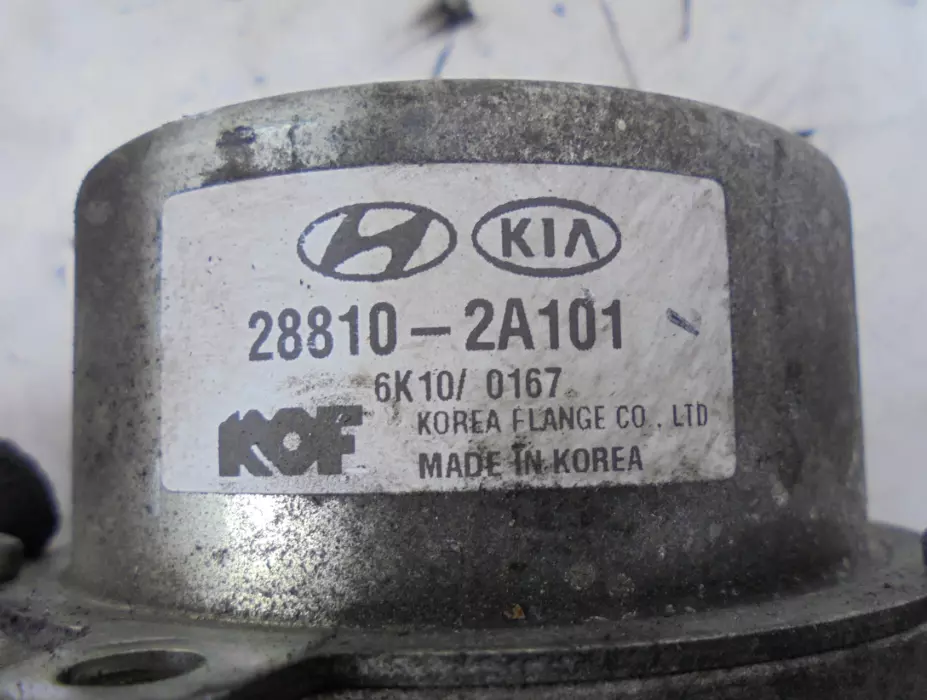 KIA
28810-2A101
6K10/ 0167
KOF KOREA FLANGE CO., LTD
MADE IN KOREA